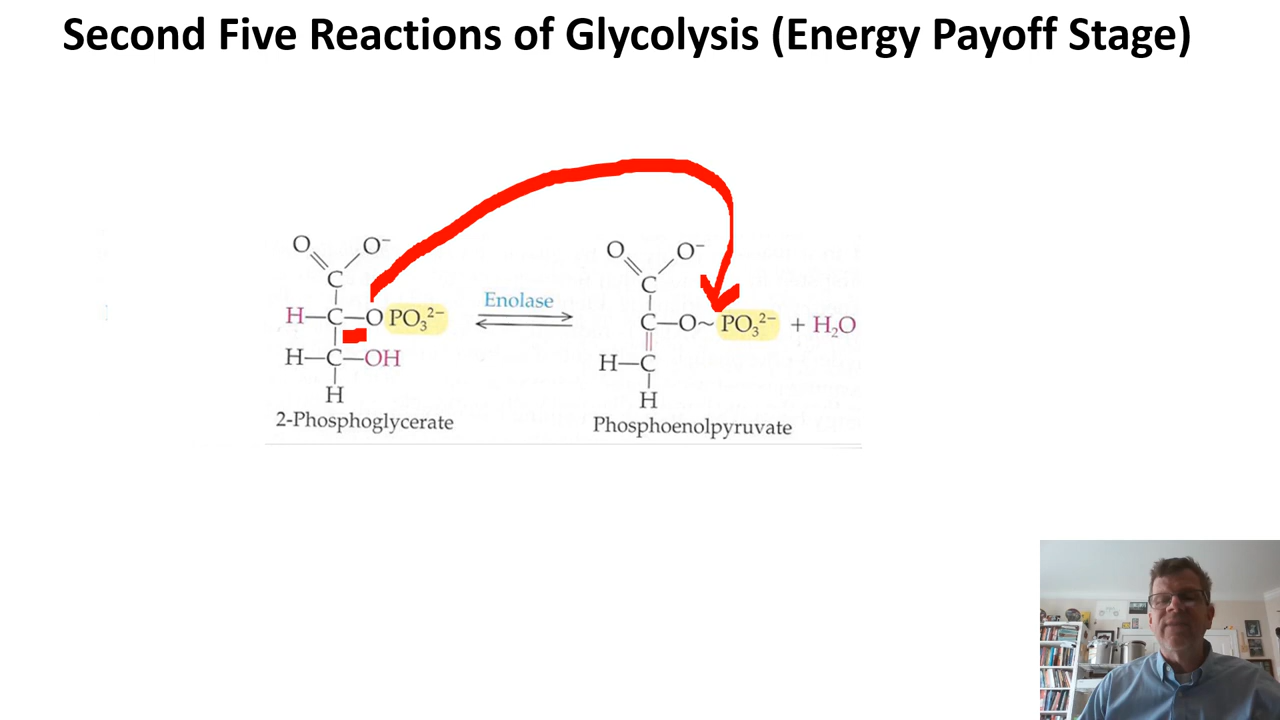 Second Five Reactions of Glycolysis (Energy Payoff Stage)
O O⁻
C
H—C—O PO₃²⁻
H—C—OH
H
2-Phosphoglycerate
Enolase
O O⁻
C
C—O~ PO₃²⁻ + H₂O
H—C
H
Phosphoenolpyruvate